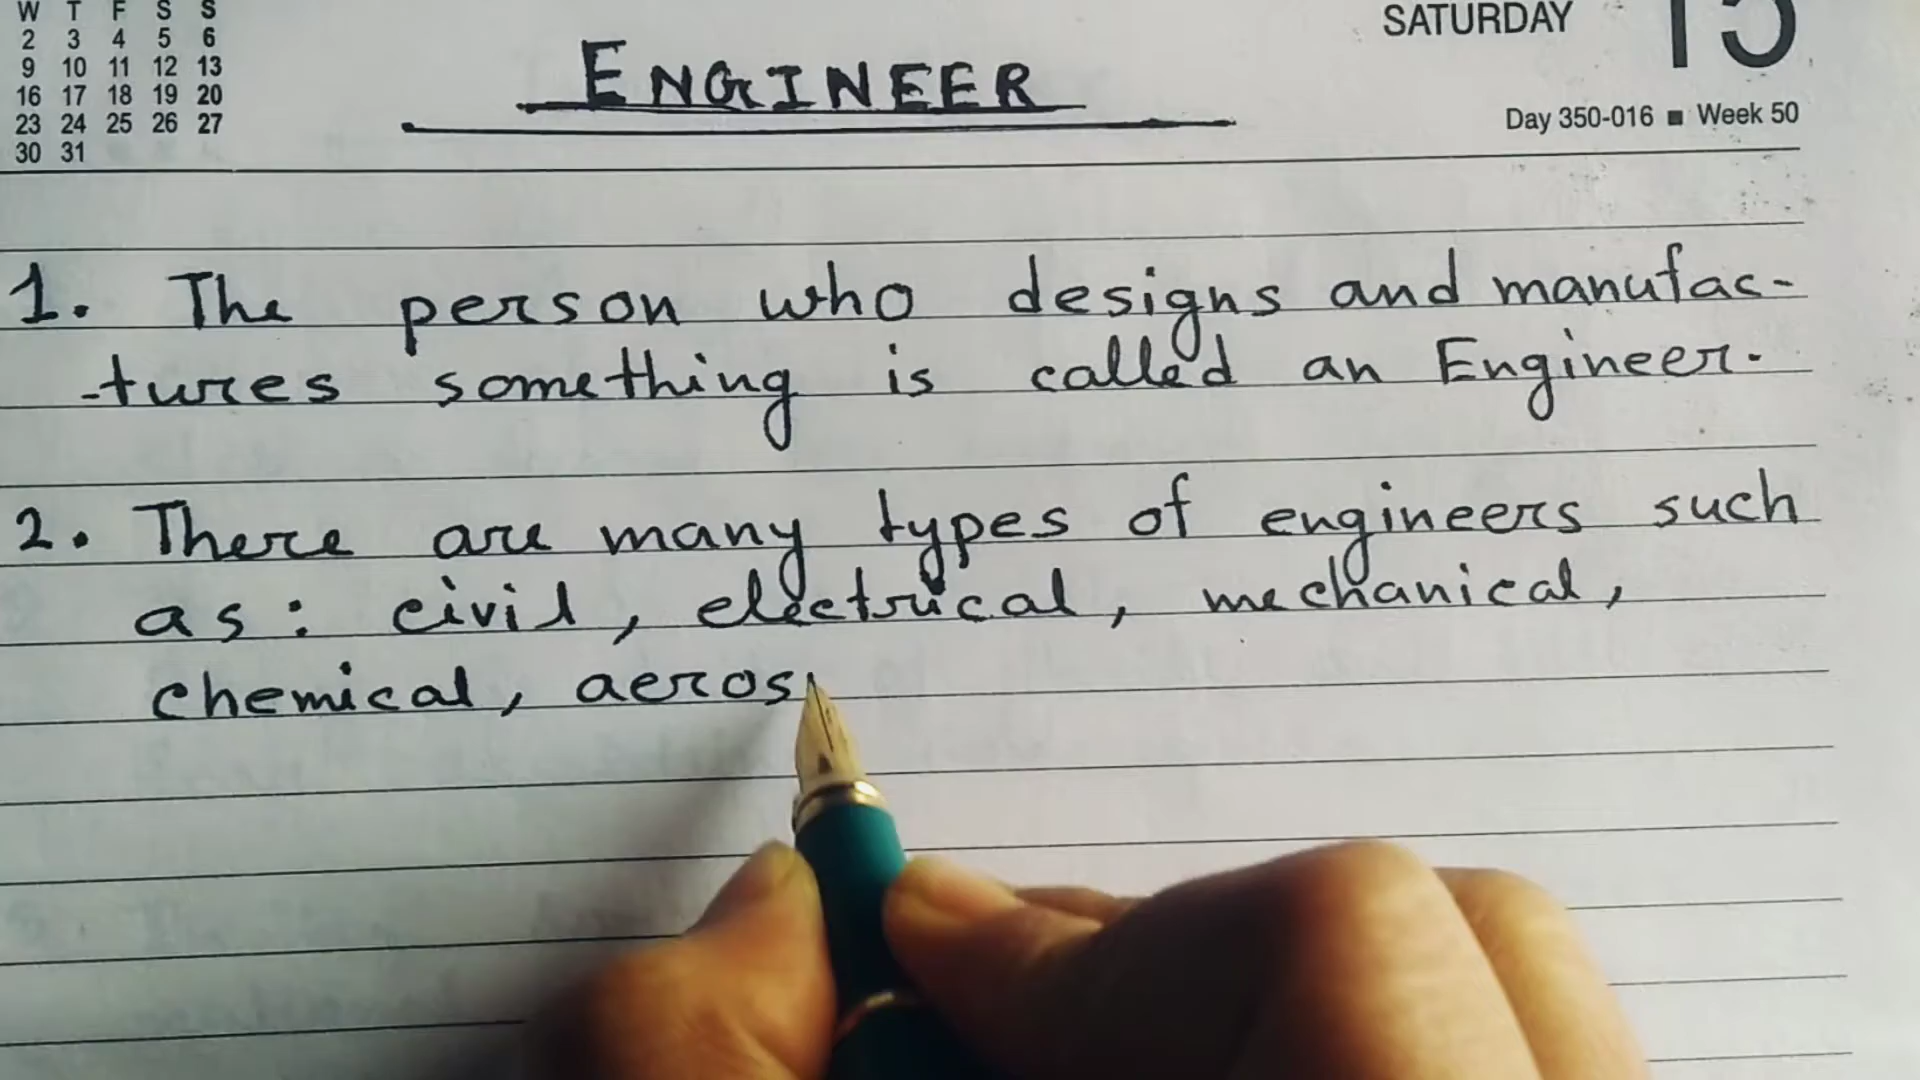 W T F S S
2 3 4 5 6
9 10 11 12 13
16 17 18 19 20
23 24 25 26 27
30 31
SATURDAY 15
Day 350-016 ■ Week 50
ENGINEER
1. The person who designs and manufac-
-tures something is called an Engineer.
2. There are many types of engineers such
as: civil, electrical, mechanical,
chemical, aeros